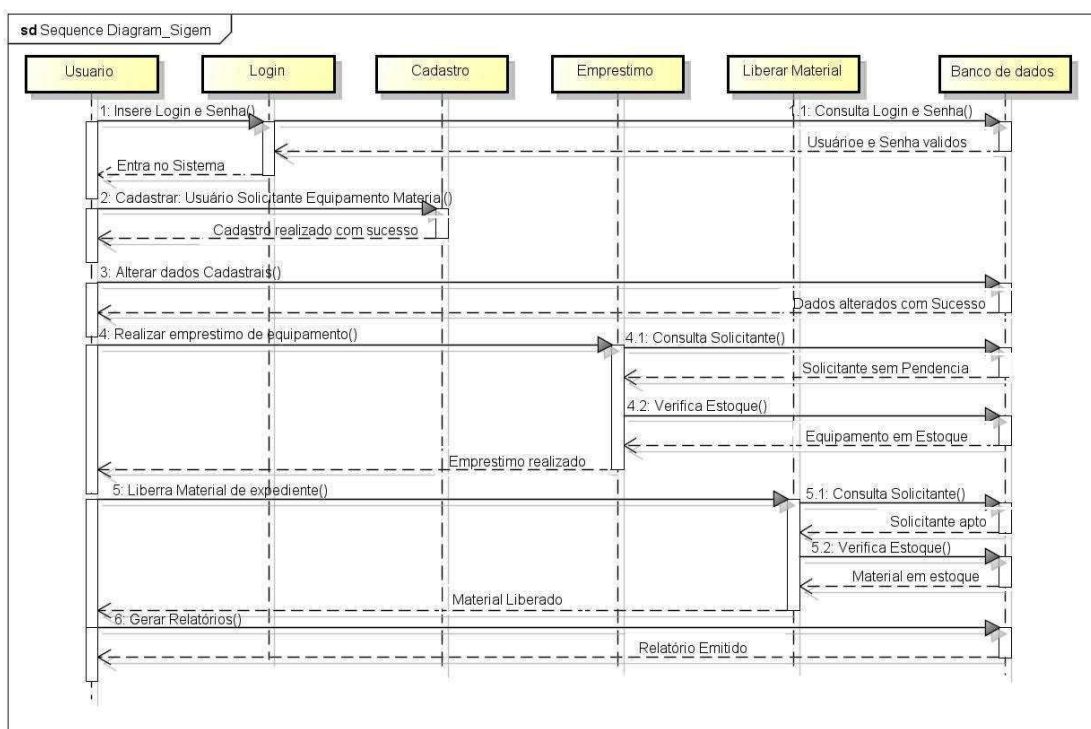 sd Sequence Diagram_Sigem
Usuario
Login
Cadastro
Emprestimo
Liberar Material
Banco de dados
1: Insere Login e Senha()
1.1: Consulta Login e Senha()
Usuárioe e Senha validos
Entra no Sistema
2: Cadastrar: Usuário Solicitante Equipamento Materia()
Cadastro realizado com sucesso
3: Alterar dados Cadastrais()
Dados alterados com Sucesso
4: Realizar emprestimo de equipamento()
4.1: Consulta Solicitante()
Solicitante sem Pendencia
4.2: Verifica Estoque()
Equipamento em Estoque
Emprestimo realizado
5: Liberra Material de expediente()
5.1: Consulta Solicitante()
Solicitante apto
5.2: Verifica Estoque()
Material em estoque
Material Liberado
6: Gerar Relatórios()
Relatório Emitido